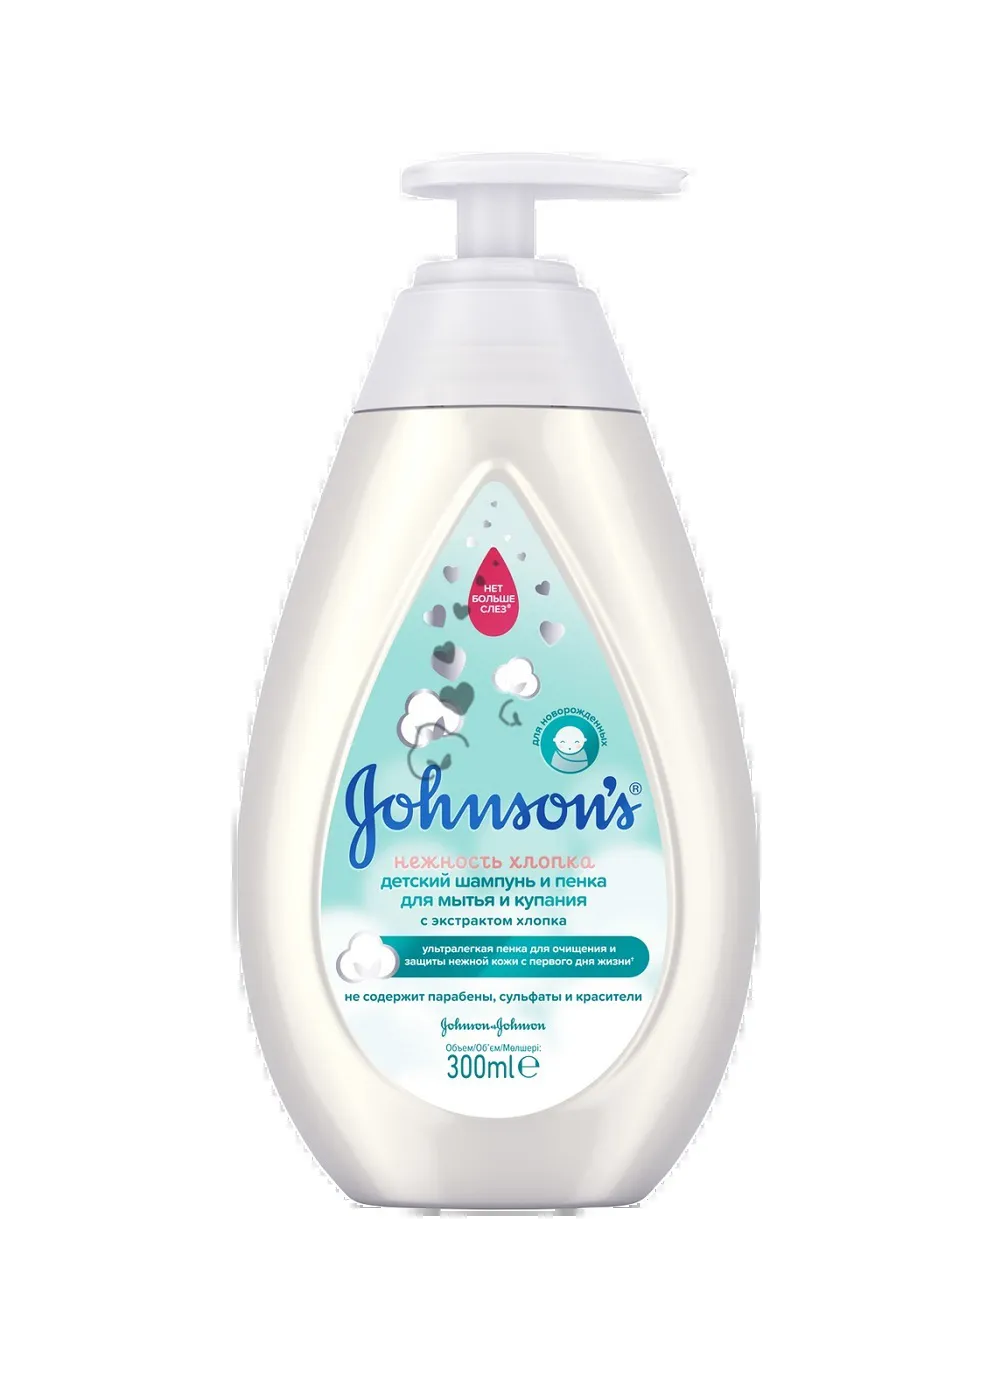 НЕТ
БОЛЬШЕ
СЛЕЗ*
для новорожденных
Johnson's®
нежность хлопка
детский шампунь и пенка
для мытья и купания
с экстрактом хлопка
ультралегкая пенка для очищения и
защиты нежной кожи с первого дня жизни†
не содержит парабены, сульфаты и красители
Johnson & Johnson
Объем/Об'єм/Мөлшері:
300ml ℮